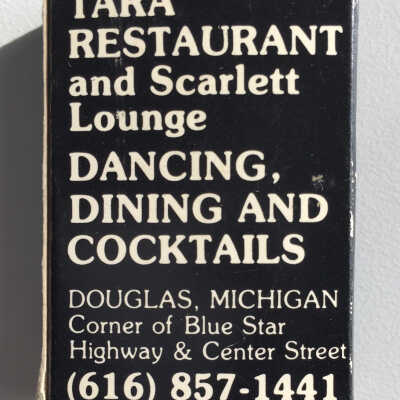 TARA
RESTAURANT
and Scarlett
Lounge
DANCING,
DINING AND
COCKTAILS
DOUGLAS, MICHIGAN
Corner of Blue Star
Highway & Center Street
(616) 857-1441